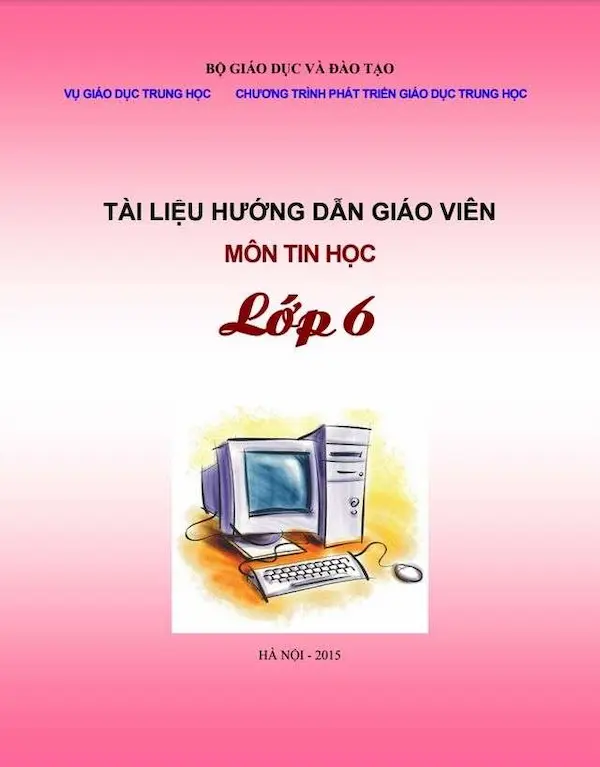 BỘ GIÁO DỤC VÀ ĐÀO TẠO
VỤ GIÁO DỤC TRUNG HỌC CHƯƠNG TRÌNH PHÁT TRIỂN GIÁO DỤC TRUNG HỌC
TÀI LIỆU HƯỚNG DẪN GIÁO VIÊN
MÔN TIN HỌC
Lớp 6
HÀ NỘI - 2015